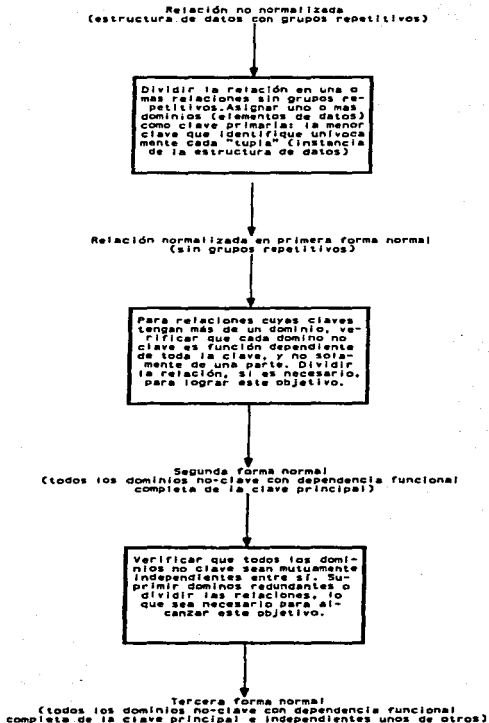 Relación no normalizada
(estructura de datos con grupos repetitivos)
Dividir la relación en una o
mas relaciones sin grupos re-
petitivos.Asignar uno o mas
dominios (elementos de datos)
como clave primaria: la menor
clave que identifique unívoca
mente cada "tupla" (instancia
de la estructura de datos)
Relación normalizada en primera forma normal
(sin grupos repetitivos)
Para relaciones cuyas claves
tengan más de un dominio, ve-
rificar que cada domino no
clave es función dependiente
de toda la clave, y no sola-
mente de una parte. Dividir
la relación, si es necesario,
para lograr este objetivo.
Segunda forma normal
(todos los dominios no-clave con dependencia funcional
completa de la clave principal)
Verificar que todos los domi-
nios no clave sean mutuamente
independientes entre sí. Su-
primir dominos redundantes o
dividir las relaciones, lo
que sea necesario para al-
canzar este objetivo.
Tercera forma normal
(todos los dominios no-clave con dependencia funcional
completa de la clave principal e independientes unos de otros)